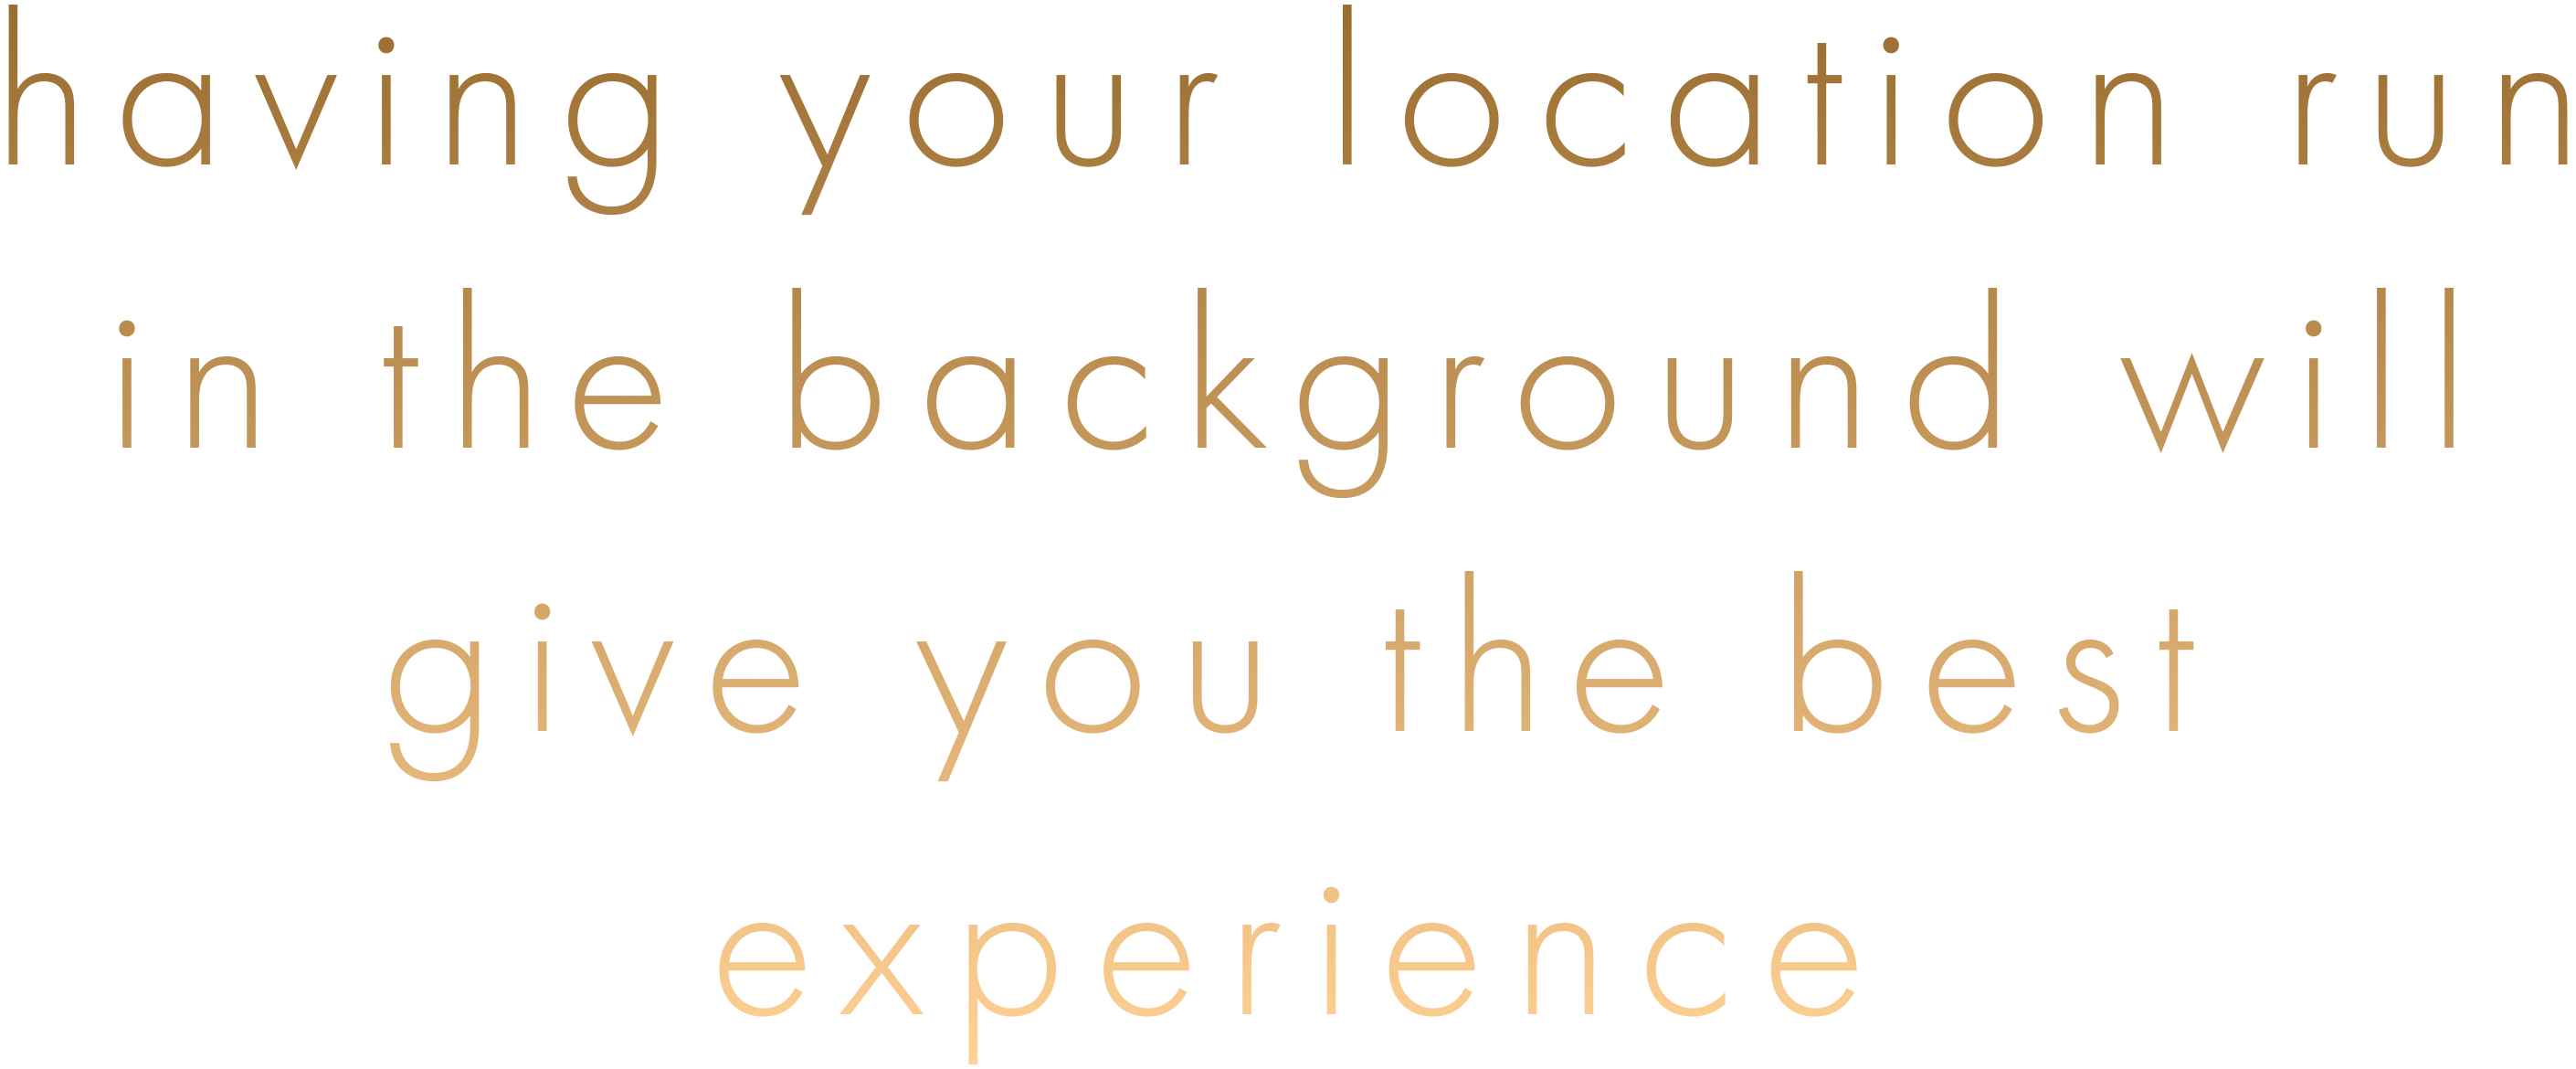 having your location run
in the background will
give you the best
experience